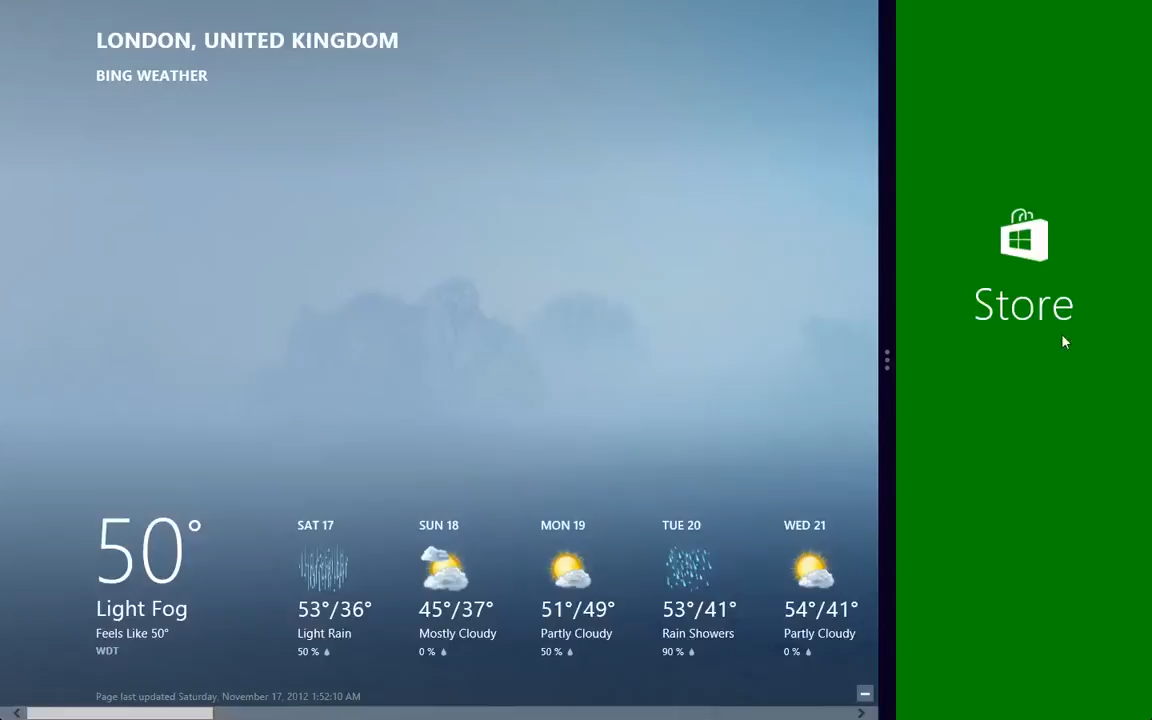 LONDON, UNITED KINGDOM
BING WEATHER
Store
50°
Light Fog
Feels Like 50°
WDT
SAT 17
53°/36°
Light Rain
50 %
SUN 18
45°/37°
Mostly Cloudy
0 %
MON 19
51°/49°
Partly Cloudy
50 %
TUE 20
53°/41°
Rain Showers
90 %
WED 21
54°/41°
Partly Cloudy
0 %
Page last updated Saturday, November 17, 2012 1:52:10 AM